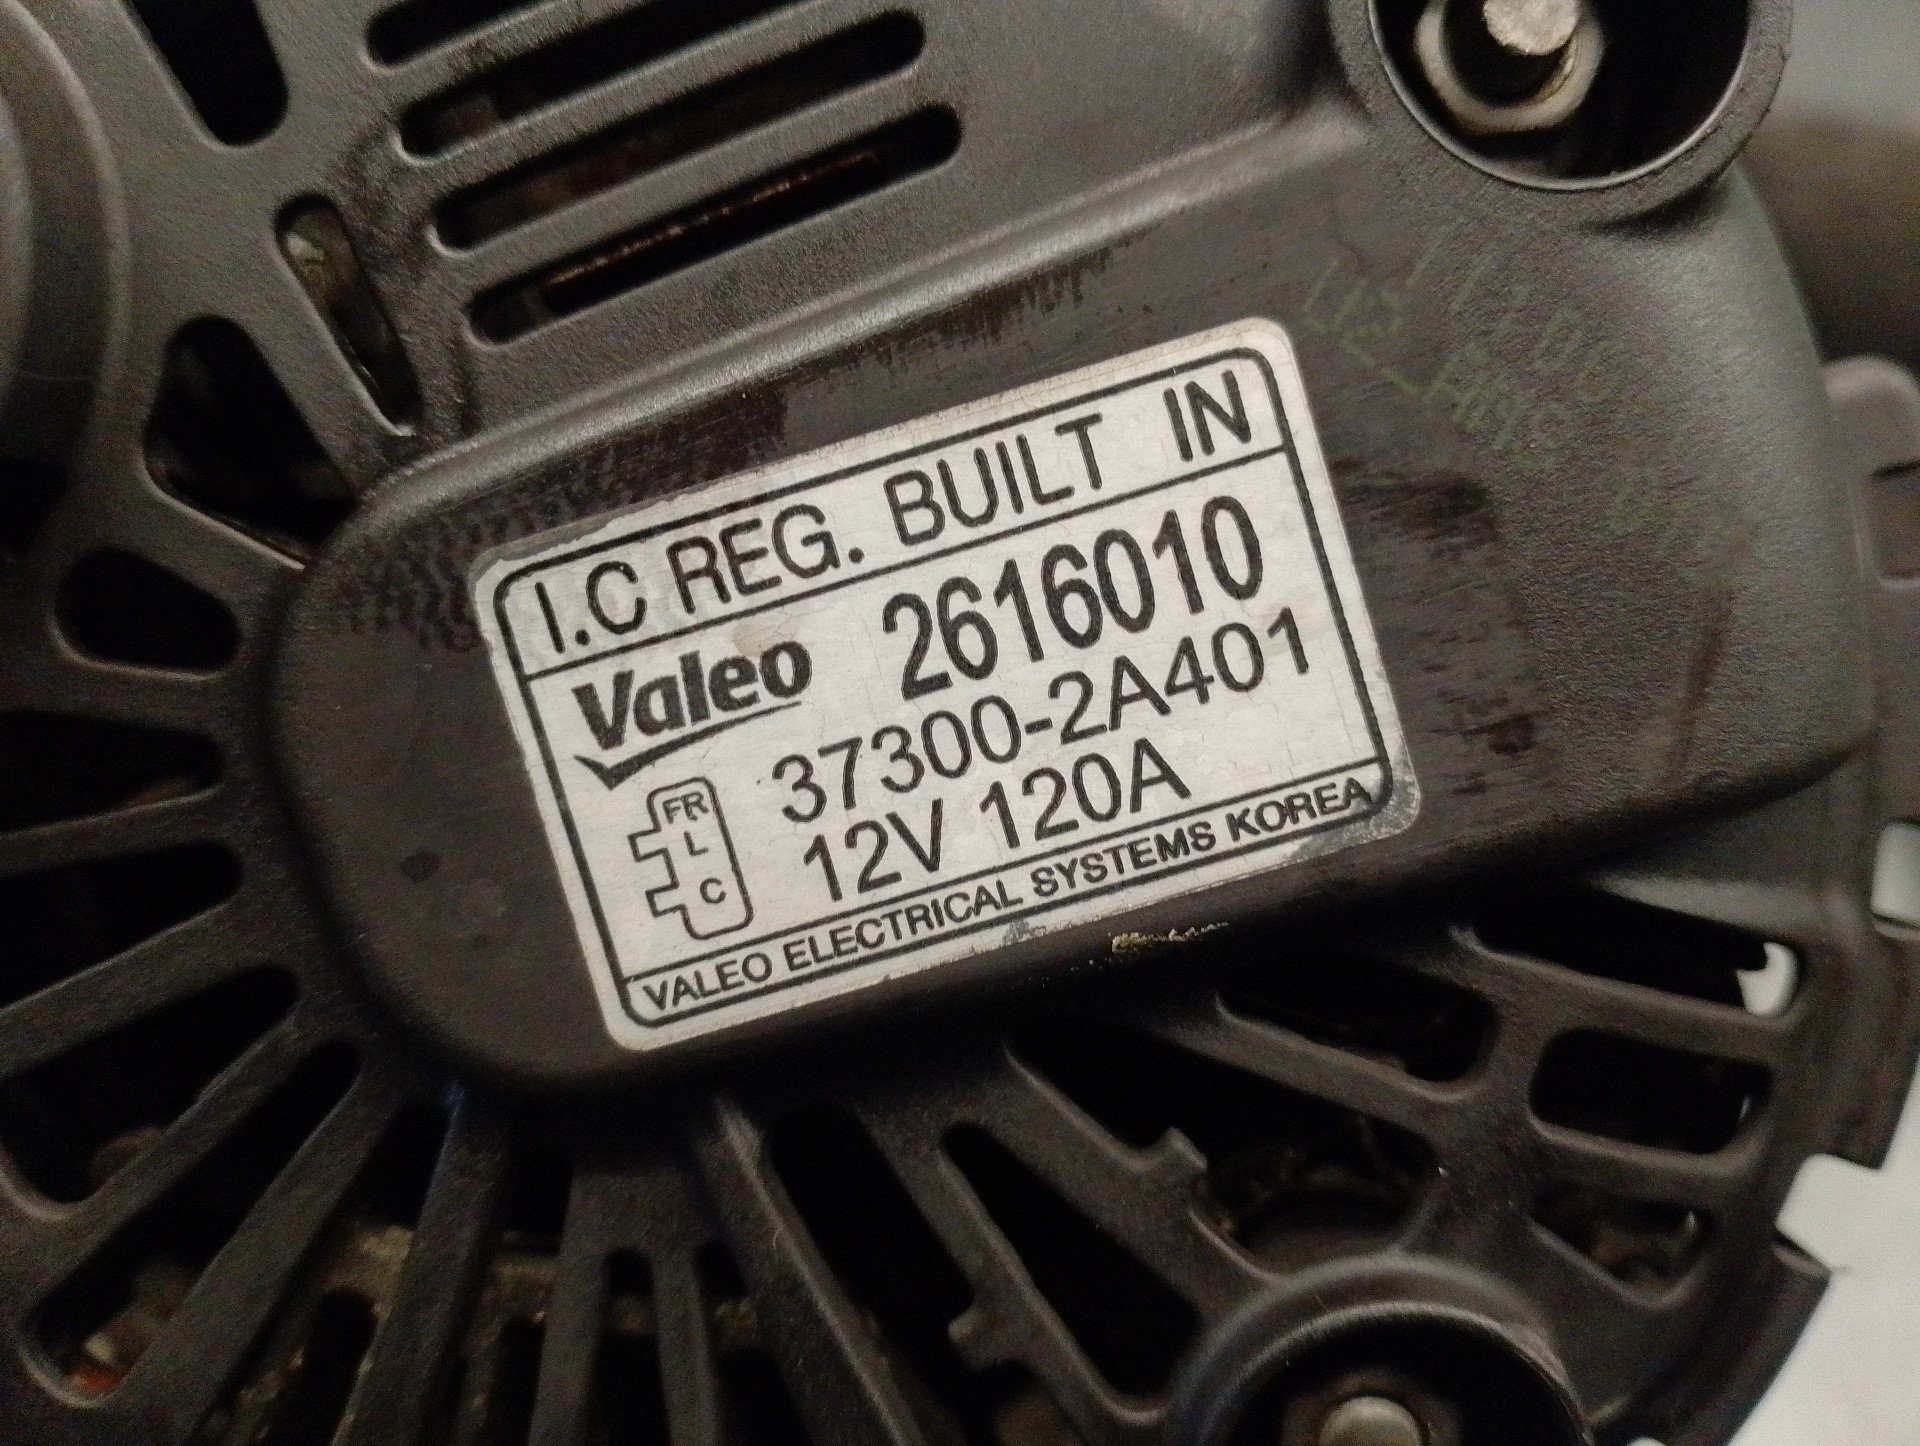 I.C REG. BUILT IN
Valeo 2616010
37300-2A401
12V 120A
FR
L
C
VALEO ELECTRICAL SYSTEMS KOREA